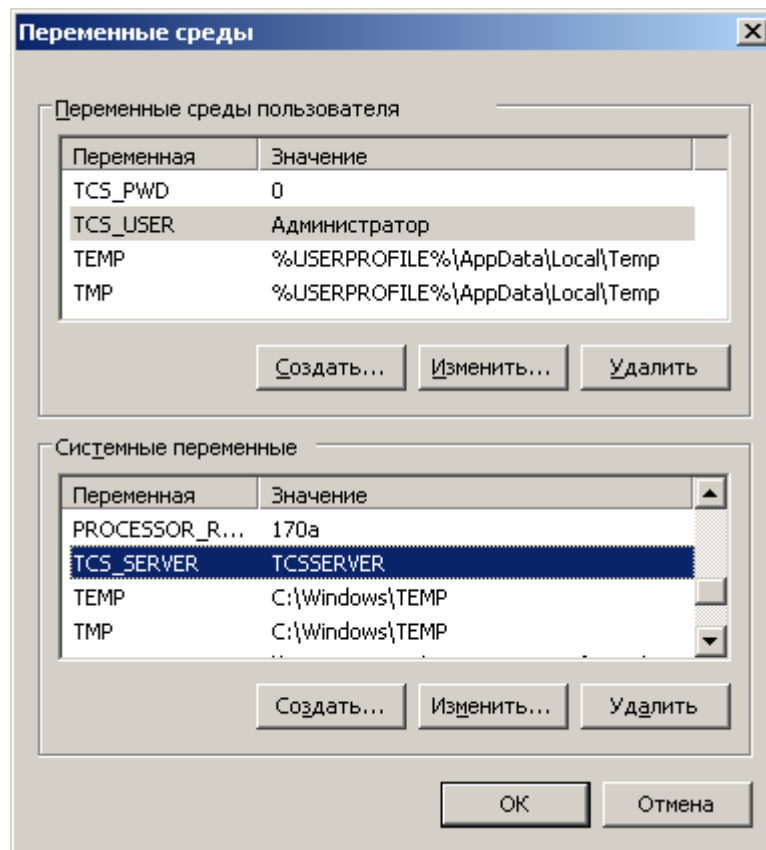 Переменные среды
Переменные среды пользователя
Переменная Значение
TCS_PWD 0
TCS_USER Администратор
TEMP %USERPROFILE%\AppData\Local\Temp
TMP %USERPROFILE%\AppData\Local\Temp
Создать... Изменить... Удалить
Системные переменные
Переменная Значение
PROCESSOR_R... 170a
TCS_SERVER TCSSERVER
TEMP C:\Windows\TEMP
TMP C:\Windows\TEMP
Создать... Изменить... Удалить
ОК Отмена